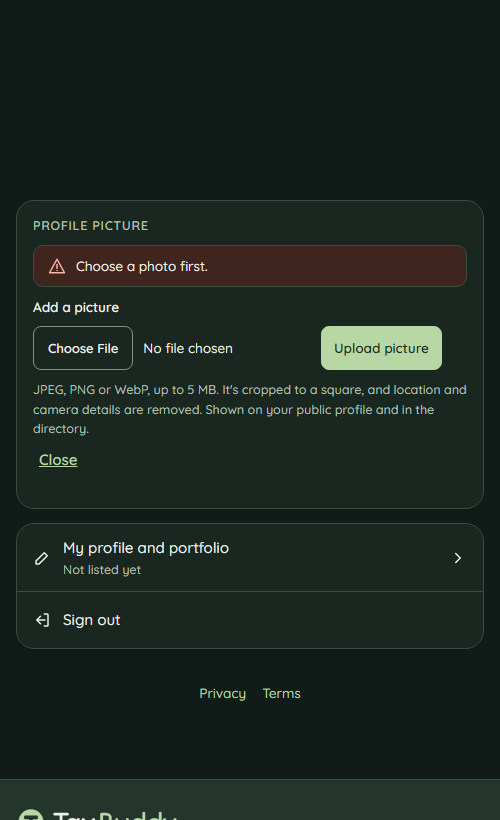 PROFILE PICTURE
Choose a photo first.
Add a picture
Choose File No file chosen Upload picture
JPEG, PNG or WebP, up to 5 MB. It's cropped to a square, and location and
camera details are removed. Shown on your public profile and in the
directory.
Close
My profile and portfolio
Not listed yet
Sign out
Privacy Terms